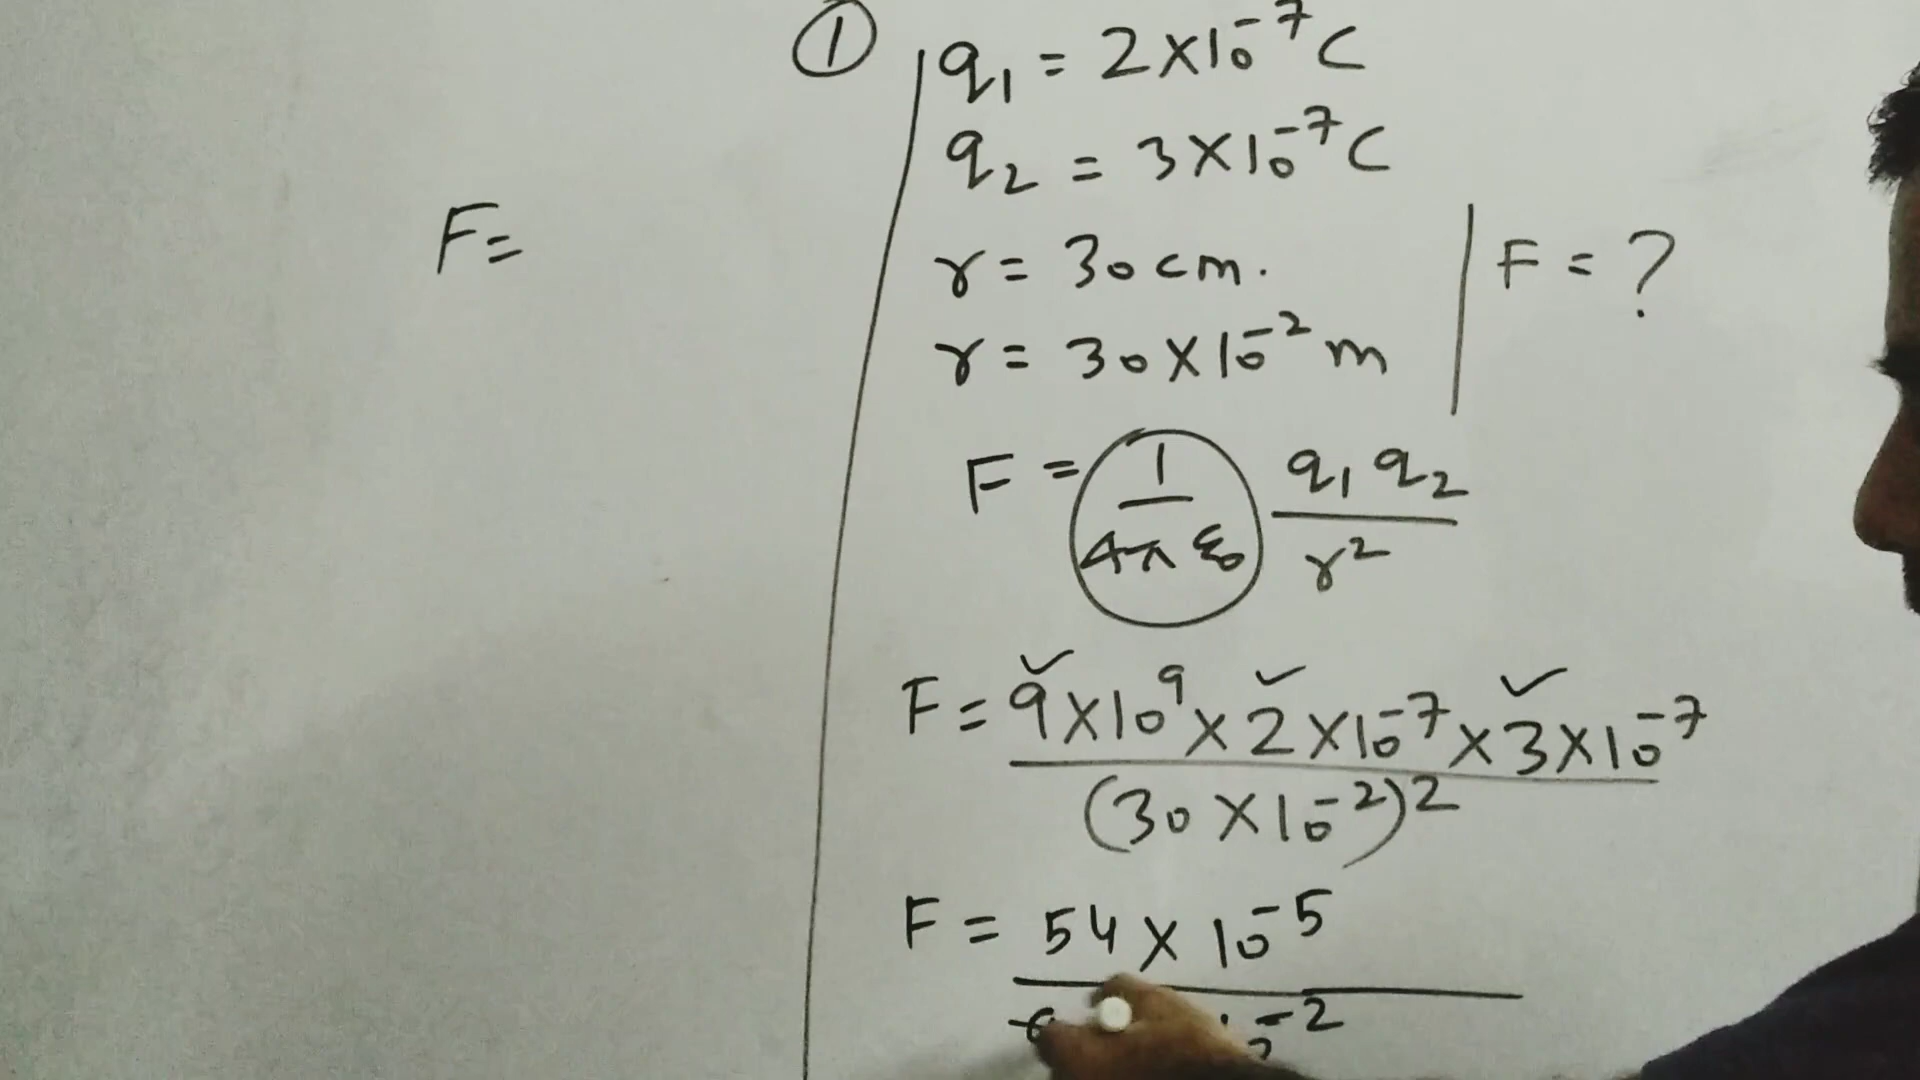 ①
q₁ = 2×10⁻⁷C
q₂ = 3×10⁻⁷C
F=
r = 30cm.
F = ?
r = 30×10⁻²m
F = 1/4πε₀ q₁q₂/r²
F = 9×10⁹×2×10⁻⁷×3×10⁻⁷
(30×10⁻²)²
F = 54×10⁻⁵